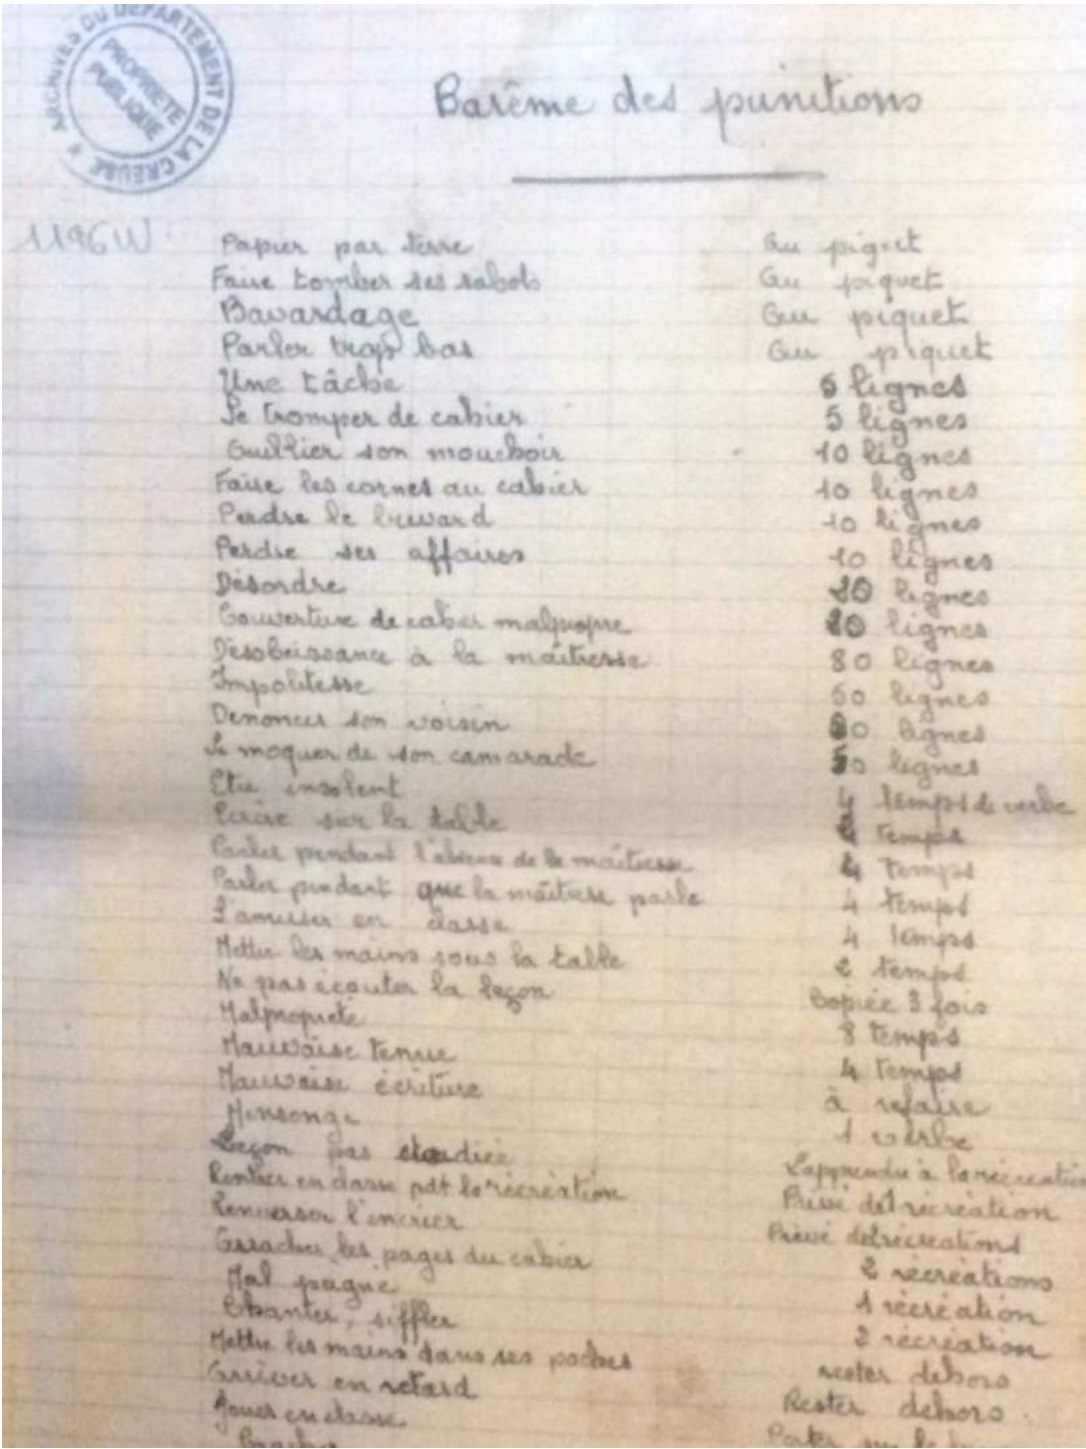 ARCHIVES DU DEPARTEMENT DE LA CREUSE
PROPRIETE
PUBLIQUE
Barême des punitions
1196W
Papier par terre Au piquet
Faire tomber ses sabots Au piquet
Bavardage Au piquet
Parler trop bas Au piquet
Une tâche 5 lignes
Se tromper de cahier 5 lignes
Oublier son mouchoir 10 lignes
Faire les cornes au cahier 10 lignes
Perdre le buvard 10 lignes
Perdre ses affaires 10 lignes
Désordre lignes
Couverture de cahier malpropre lignes
Désobeissance à la maîtresse 80 lignes
Impolitesse 50 lignes
Denoncer son voisin lignes
Se moquer de son camarade 50 lignes
Etre insolent 4 temps de verbe
Ecrire sur la table temps
Parler pendant l'absence de la maîtresse 4 temps
Parler pendant que la maîtresse parle 4 temps
S'amuser en classe 4 temps
Mettre les mains sous la table 2 temps
Ne pas écouter la leçon Copiée 3 fois
Malpropreté 8 temps
Mauvaise tenue 4 temps
Mauvaise écriture à refaire
Mensonge 1 verbe
Leçon pas étudiée L'apprendre à la récréation
Rentrer en classe pdt la récréation Privé de récréation
Renverser l'encrier Privé de récréations
Arracher les pages du cahier 2 récréations
Mal peigné 1 récréation
Chanter, siffler 2 récréation
Mettre les mains dans ses poches rester dehors
Arriver en retard Rester dehors.
Jouer en classe